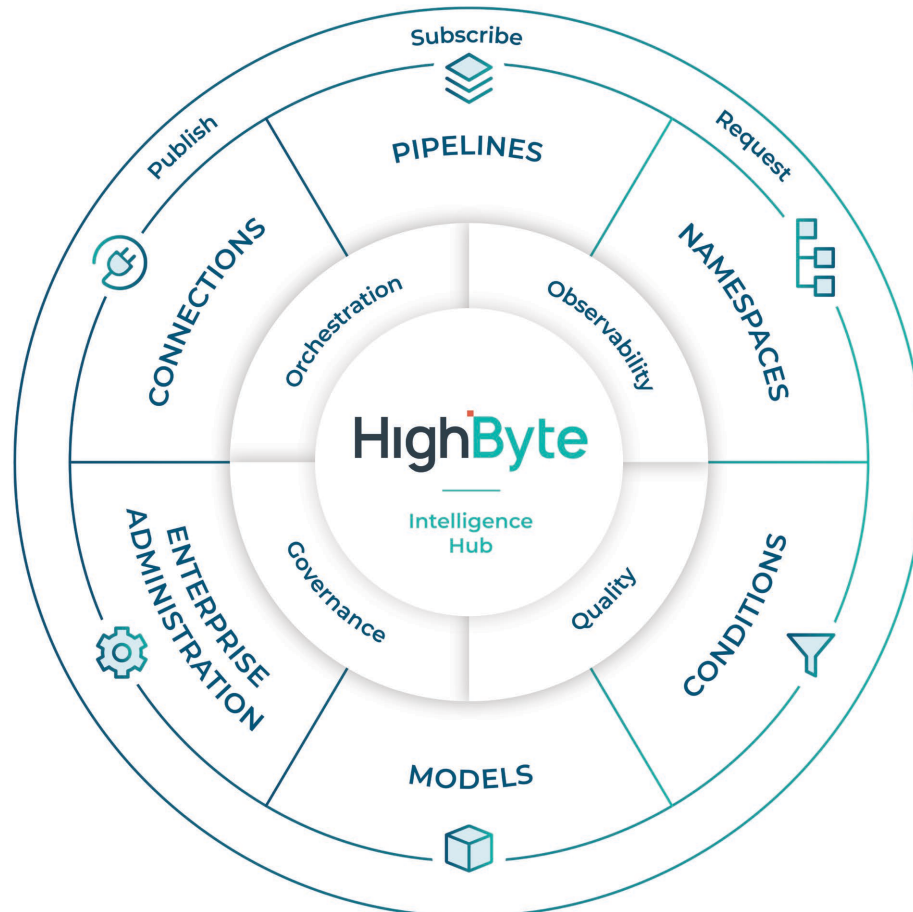 Subscribe
Publish
Request
PIPELINES
CONNECTIONS
NAMESPACES
Orchestration
Observability
HighByte
Intelligence
Hub
ENTERPRISE
ADMINISTRATION
Governance
Quality
CONDITIONS
MODELS